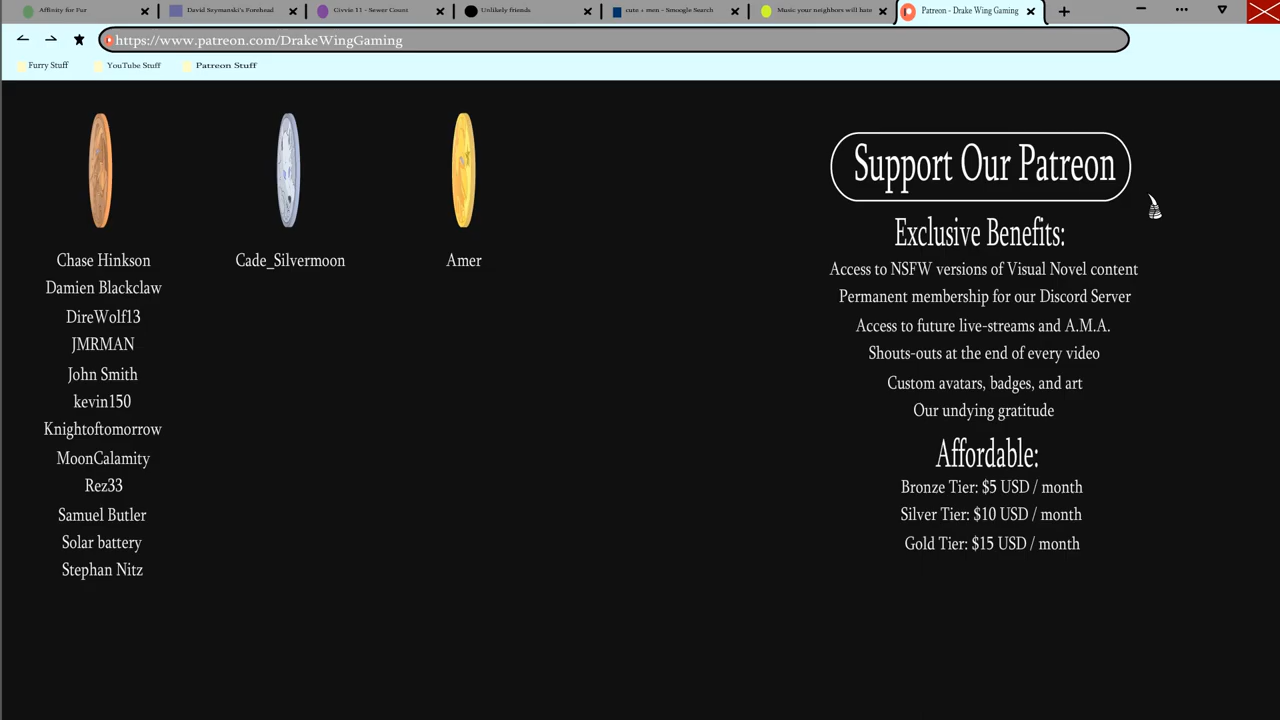 Affinity for Fur
David Szymanski's Forehead
Civvie 11 - Sewer Count
Unlikely friends
cute + men - Smoogle Search
Music your neighbors will hate
Patreon - Drake Wing Gaming
https://www.patreon.com/DrakeWingGaming
Furry Stuff
YouTube Stuff
Patreon Stuff
Chase Hinkson
Damien Blackclaw
DireWolf13
JMRMAN
John Smith
kevin150
Knightoftomorrow
MoonCalamity
Rez33
Samuel Butler
Solar battery
Stephan Nitz
Cade_Silvermoon
Amer
Support Our Patreon
Exclusive Benefits:
Access to NSFW versions of Visual Novel content
Permanent membership for our Discord Server
Access to future live-streams and A.M.A.
Shouts-outs at the end of every video
Custom avatars, badges, and art
Our undying gratitude
Affordable:
Bronze Tier: $5 USD / month
Silver Tier: $10 USD / month
Gold Tier: $15 USD / month